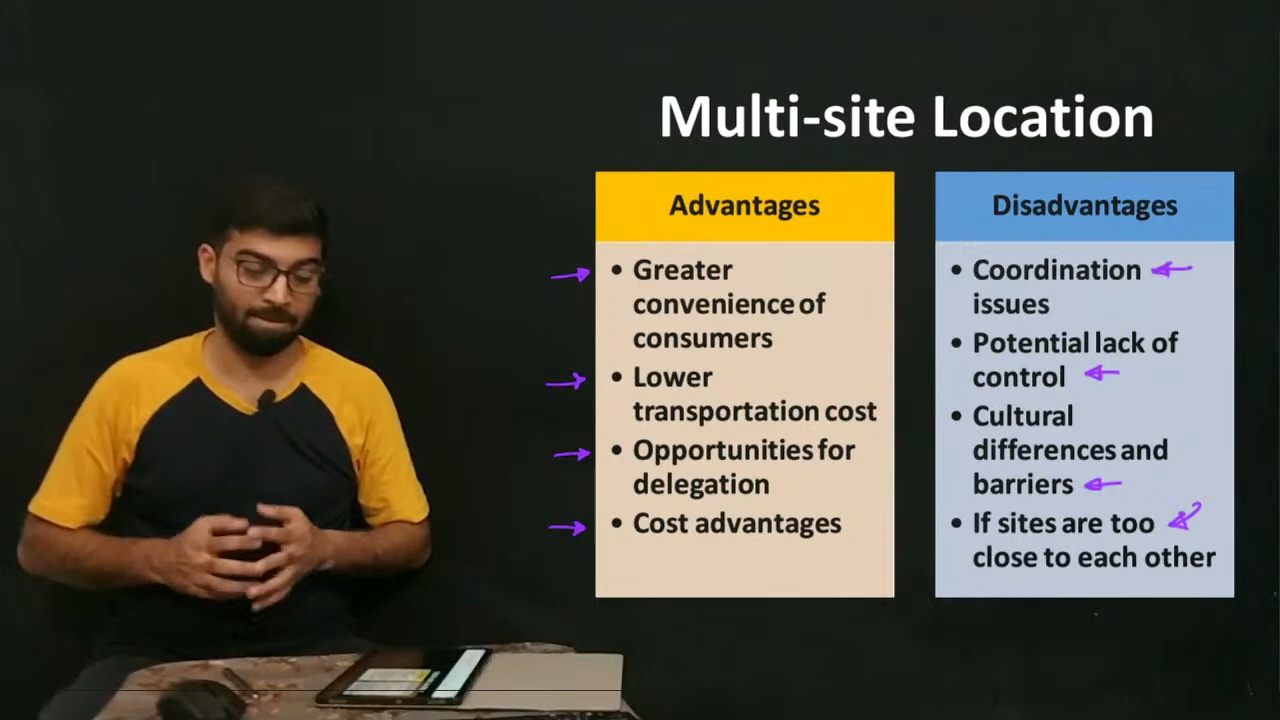 Multi-site Location
Advantages
• Greater
convenience of
consumers
• Lower
transportation cost
• Opportunities for
delegation
• Cost advantages
Disadvantages
• Coordination
issues
• Potential lack of
control
• Cultural
differences and
barriers
• If sites are too
close to each other